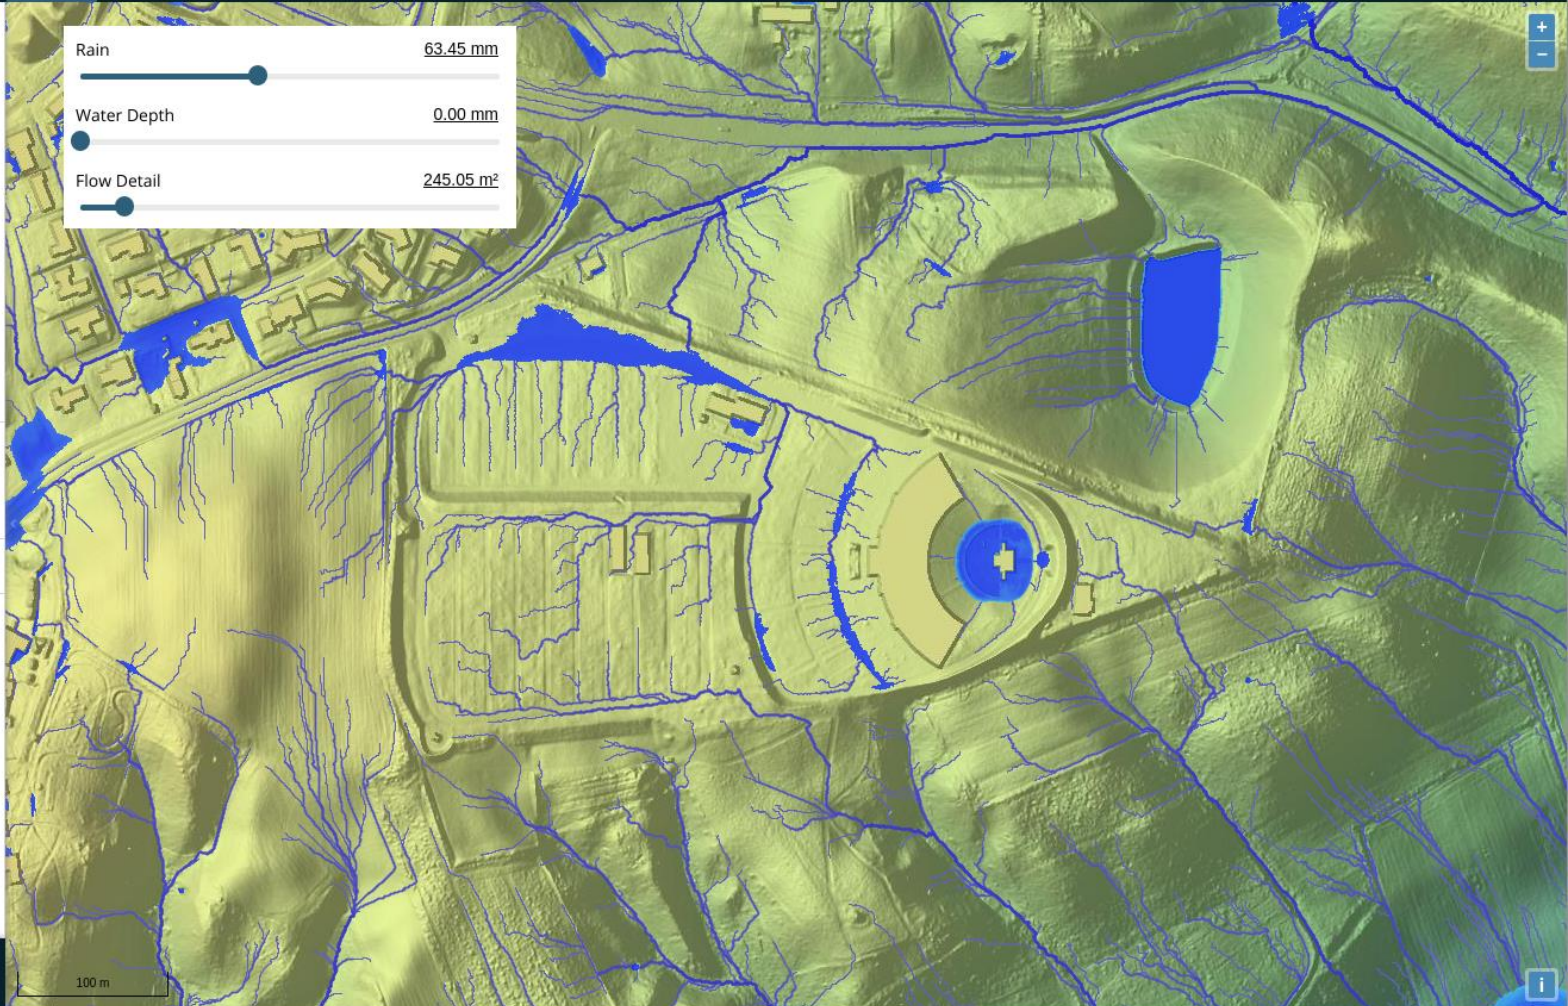 Rain 63.45 mm
Water Depth 0.00 mm
Flow Detail 245.05 m²
+
−
100 m
i